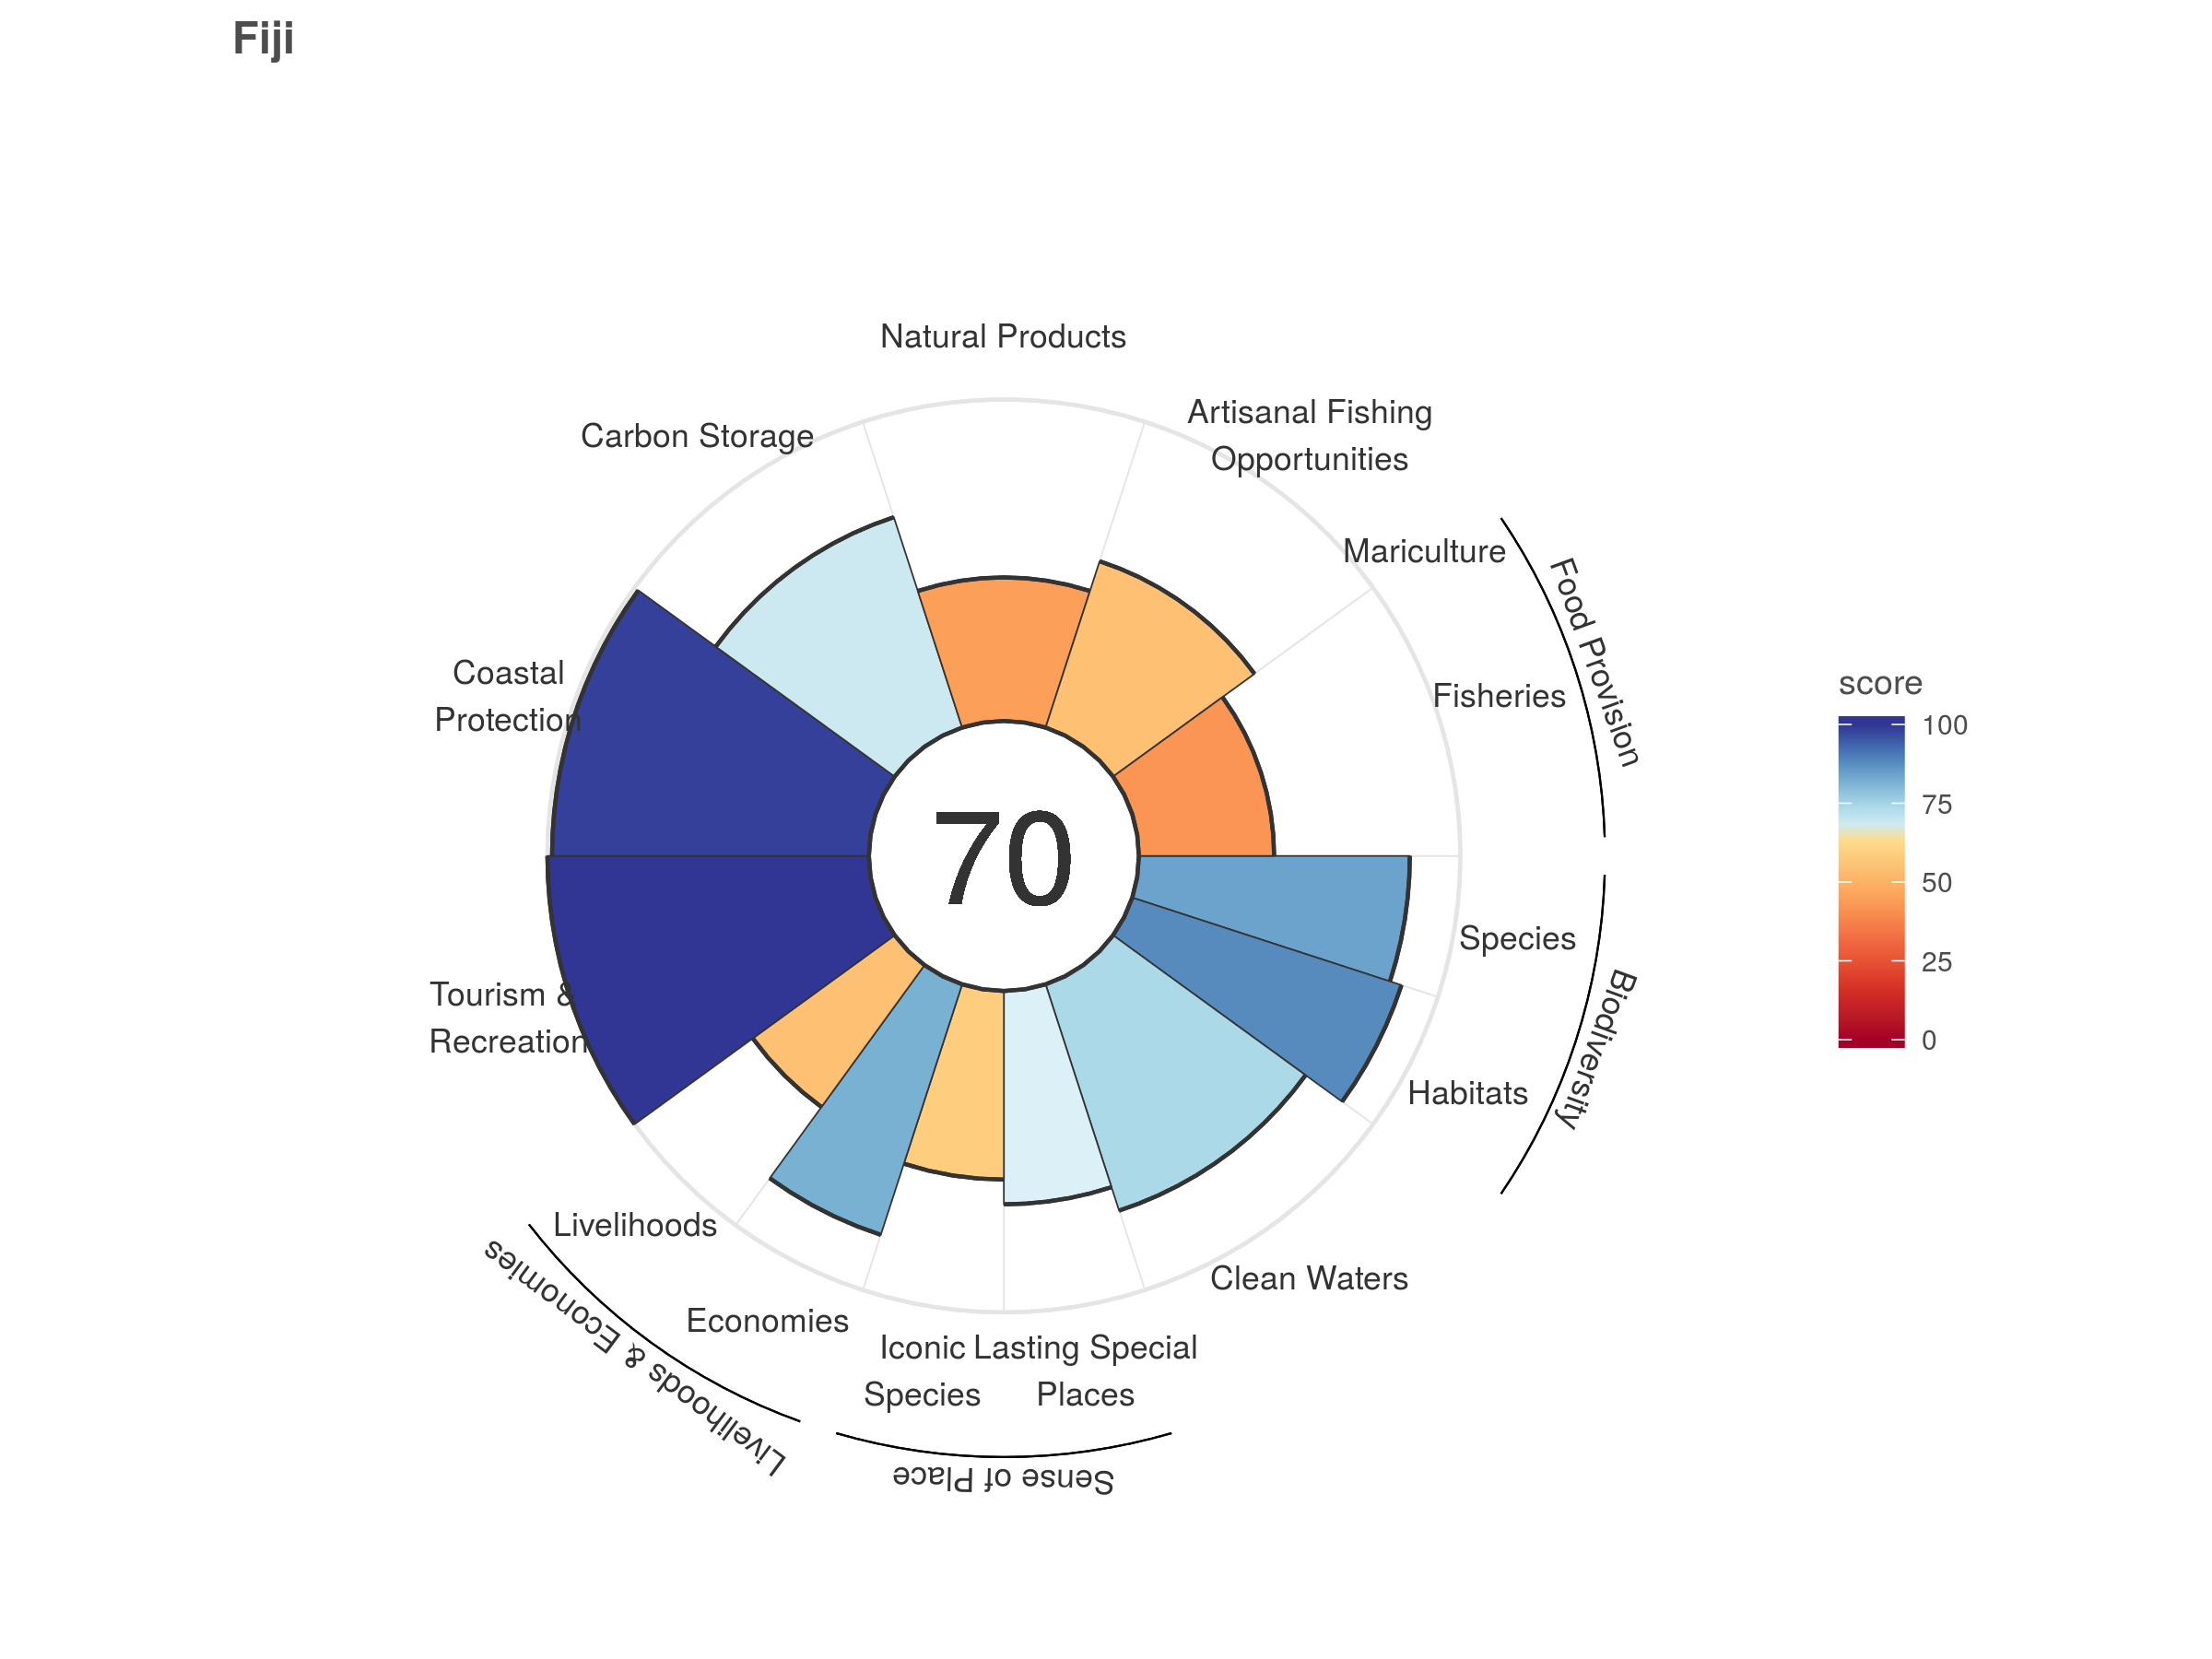 Fiji
Natural Products
Artisanal Fishing
Opportunities
Carbon Storage
Mariculture
Food Provision
Fisheries
Coastal
Protection
score
100
75
50
25
0
70
Species
Biodiversity
Tourism &
Recreation
Habitats
Livelihoods
Clean Waters
Economies
Livelihoods & Economies
Iconic
Species
Lasting Special
Places
Sense of Place